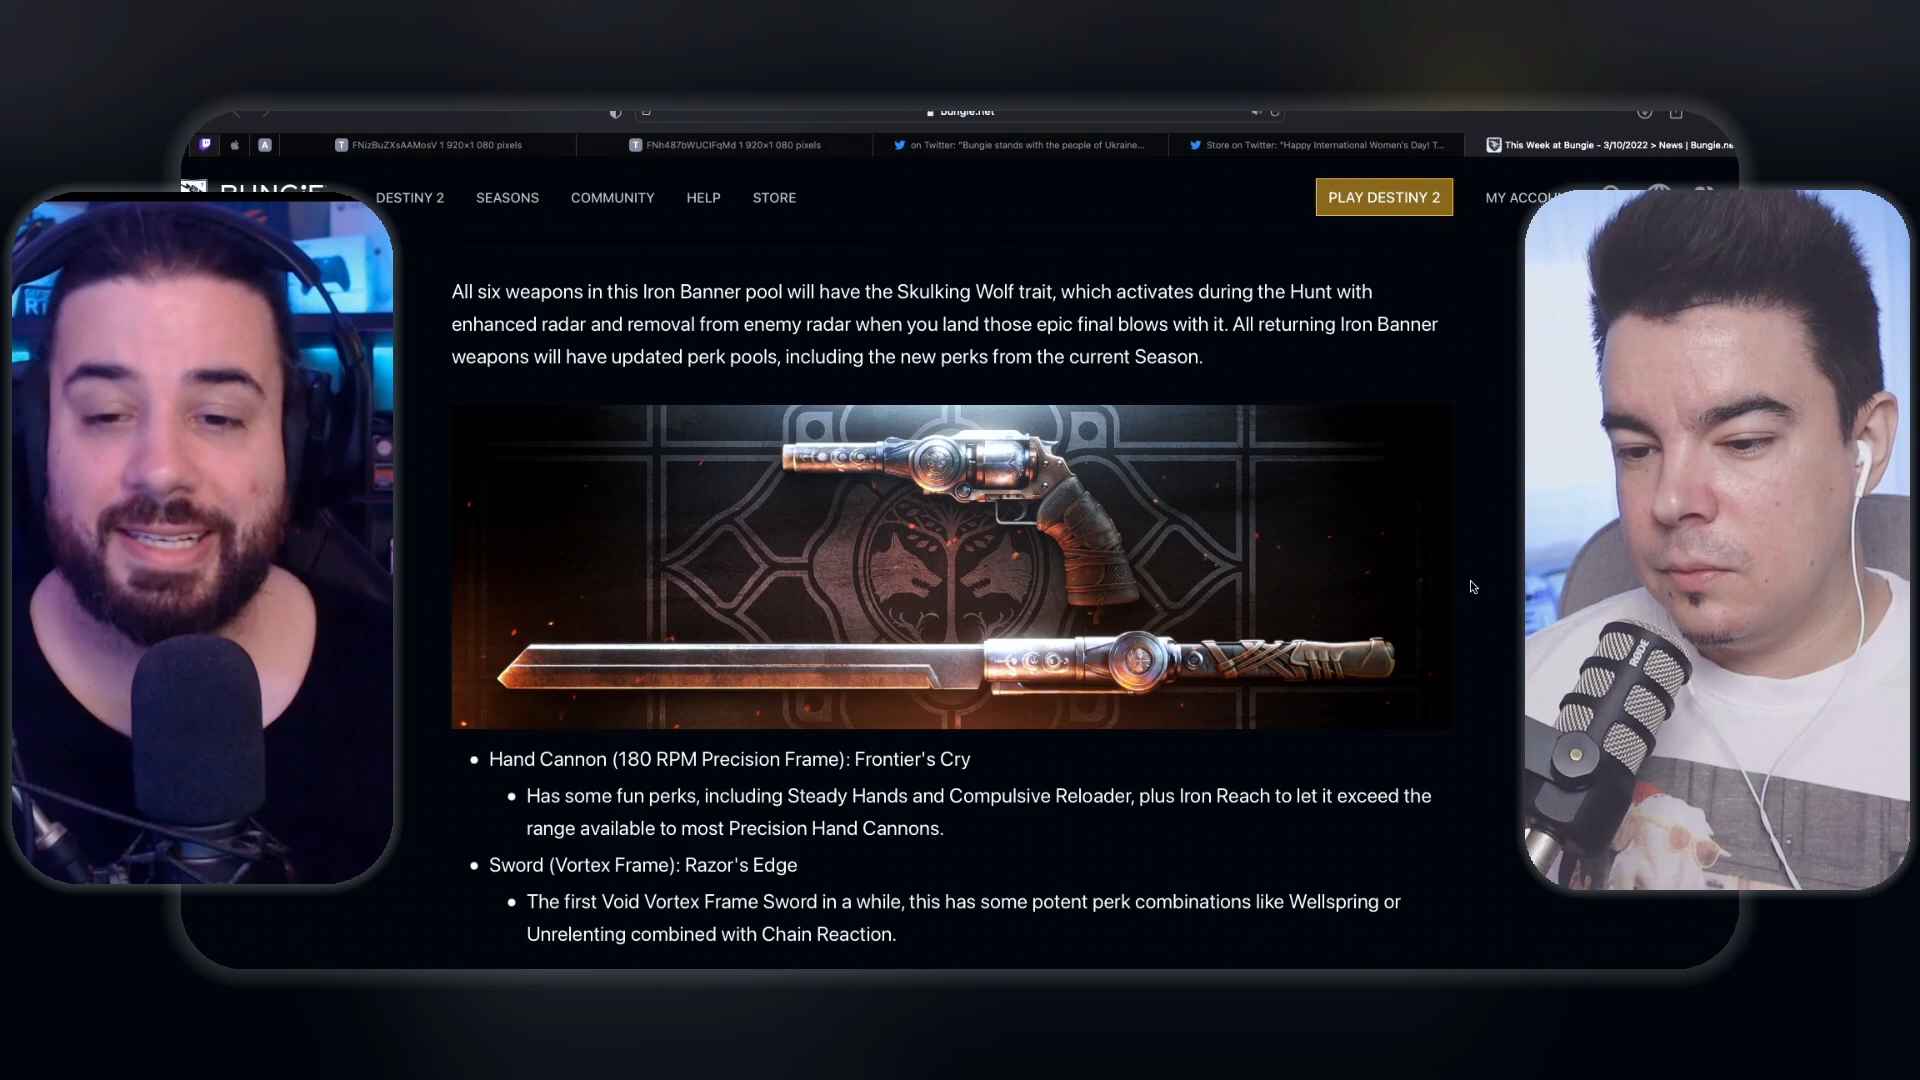 bungie.net
FNizBuZXsAAMosV 1 920×1 080 pixels
FNh487bWUCIFqMd 1 920×1 080 pixels
on Twitter: "Bungie stands with the people of Ukraine...
Store on Twitter: "Happy International Women's Day! T...
This Week at Bungie – 3/10/2022 > News | Bungie.ne
BUNGIE
DESTINY 2
SEASONS
COMMUNITY
HELP
STORE
PLAY DESTINY 2
MY ACCOU
All six weapons in this Iron Banner pool will have the Skulking Wolf trait, which activates during the Hunt with
enhanced radar and removal from enemy radar when you land those epic final blows with it. All returning Iron Banner
weapons will have updated perk pools, including the new perks from the current Season.
RODE
• Hand Cannon (180 RPM Precision Frame): Frontier's Cry
• Has some fun perks, including Steady Hands and Compulsive Reloader, plus Iron Reach to let it exceed the
range available to most Precision Hand Cannons.
• Sword (Vortex Frame): Razor's Edge
• The first Void Vortex Frame Sword in a while, this has some potent perk combinations like Wellspring or
Unrelenting combined with Chain Reaction.